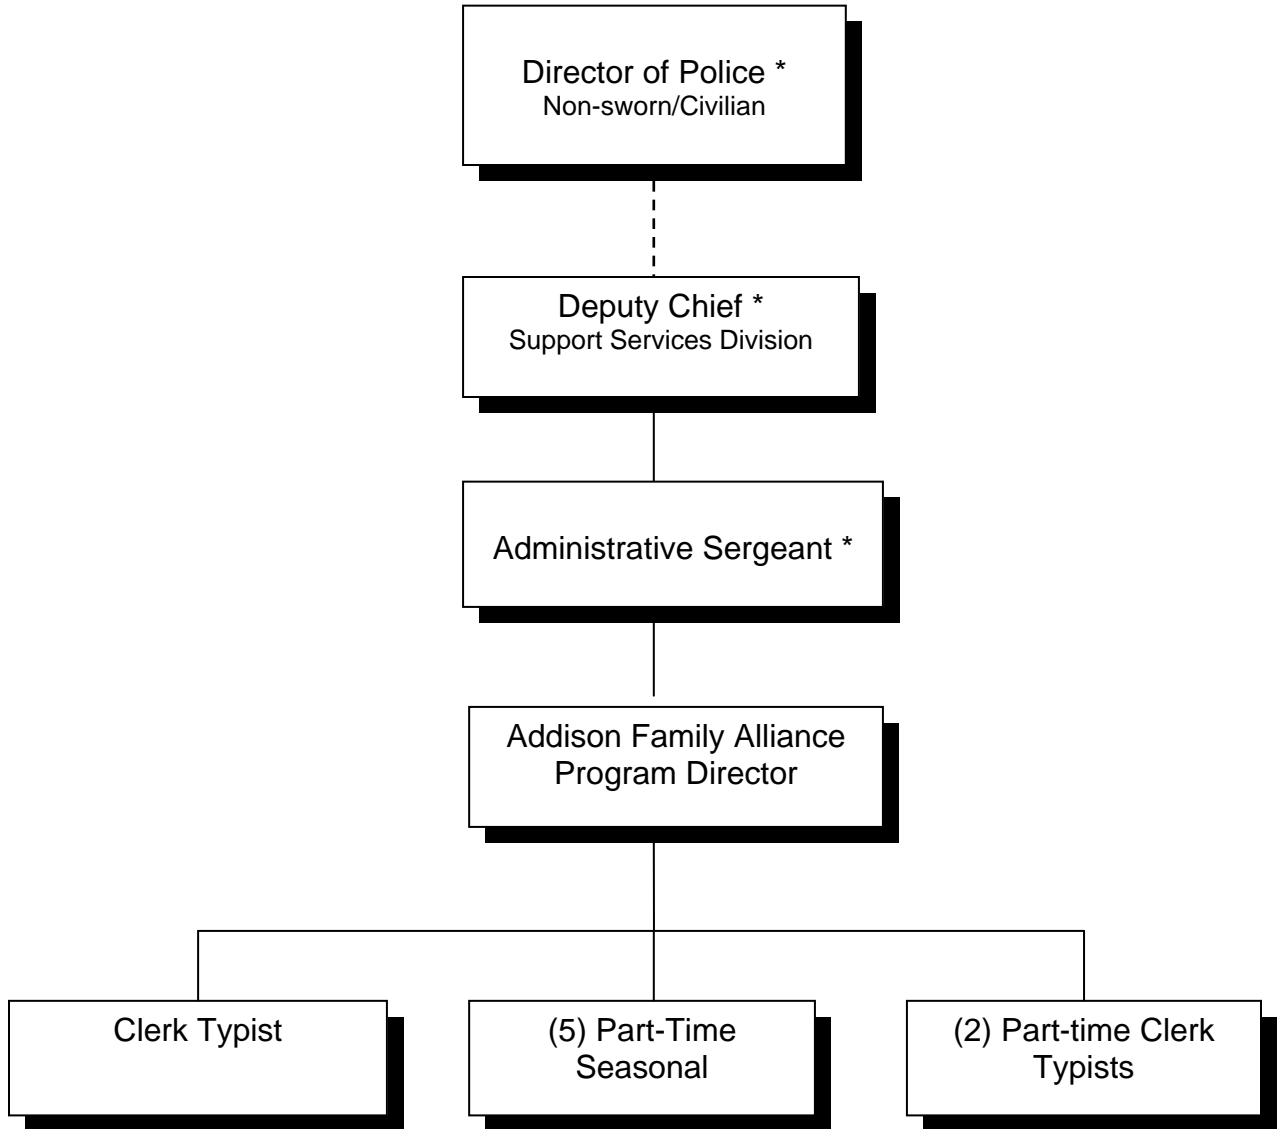 Director of Police *
Non-sworn/Civilian
Deputy Chief *
Support Services Division
Administrative Sergeant *
Addison Family Alliance
Program Director
Clerk Typist
(5) Part-Time
Seasonal
(2) Part-time Clerk
Typists